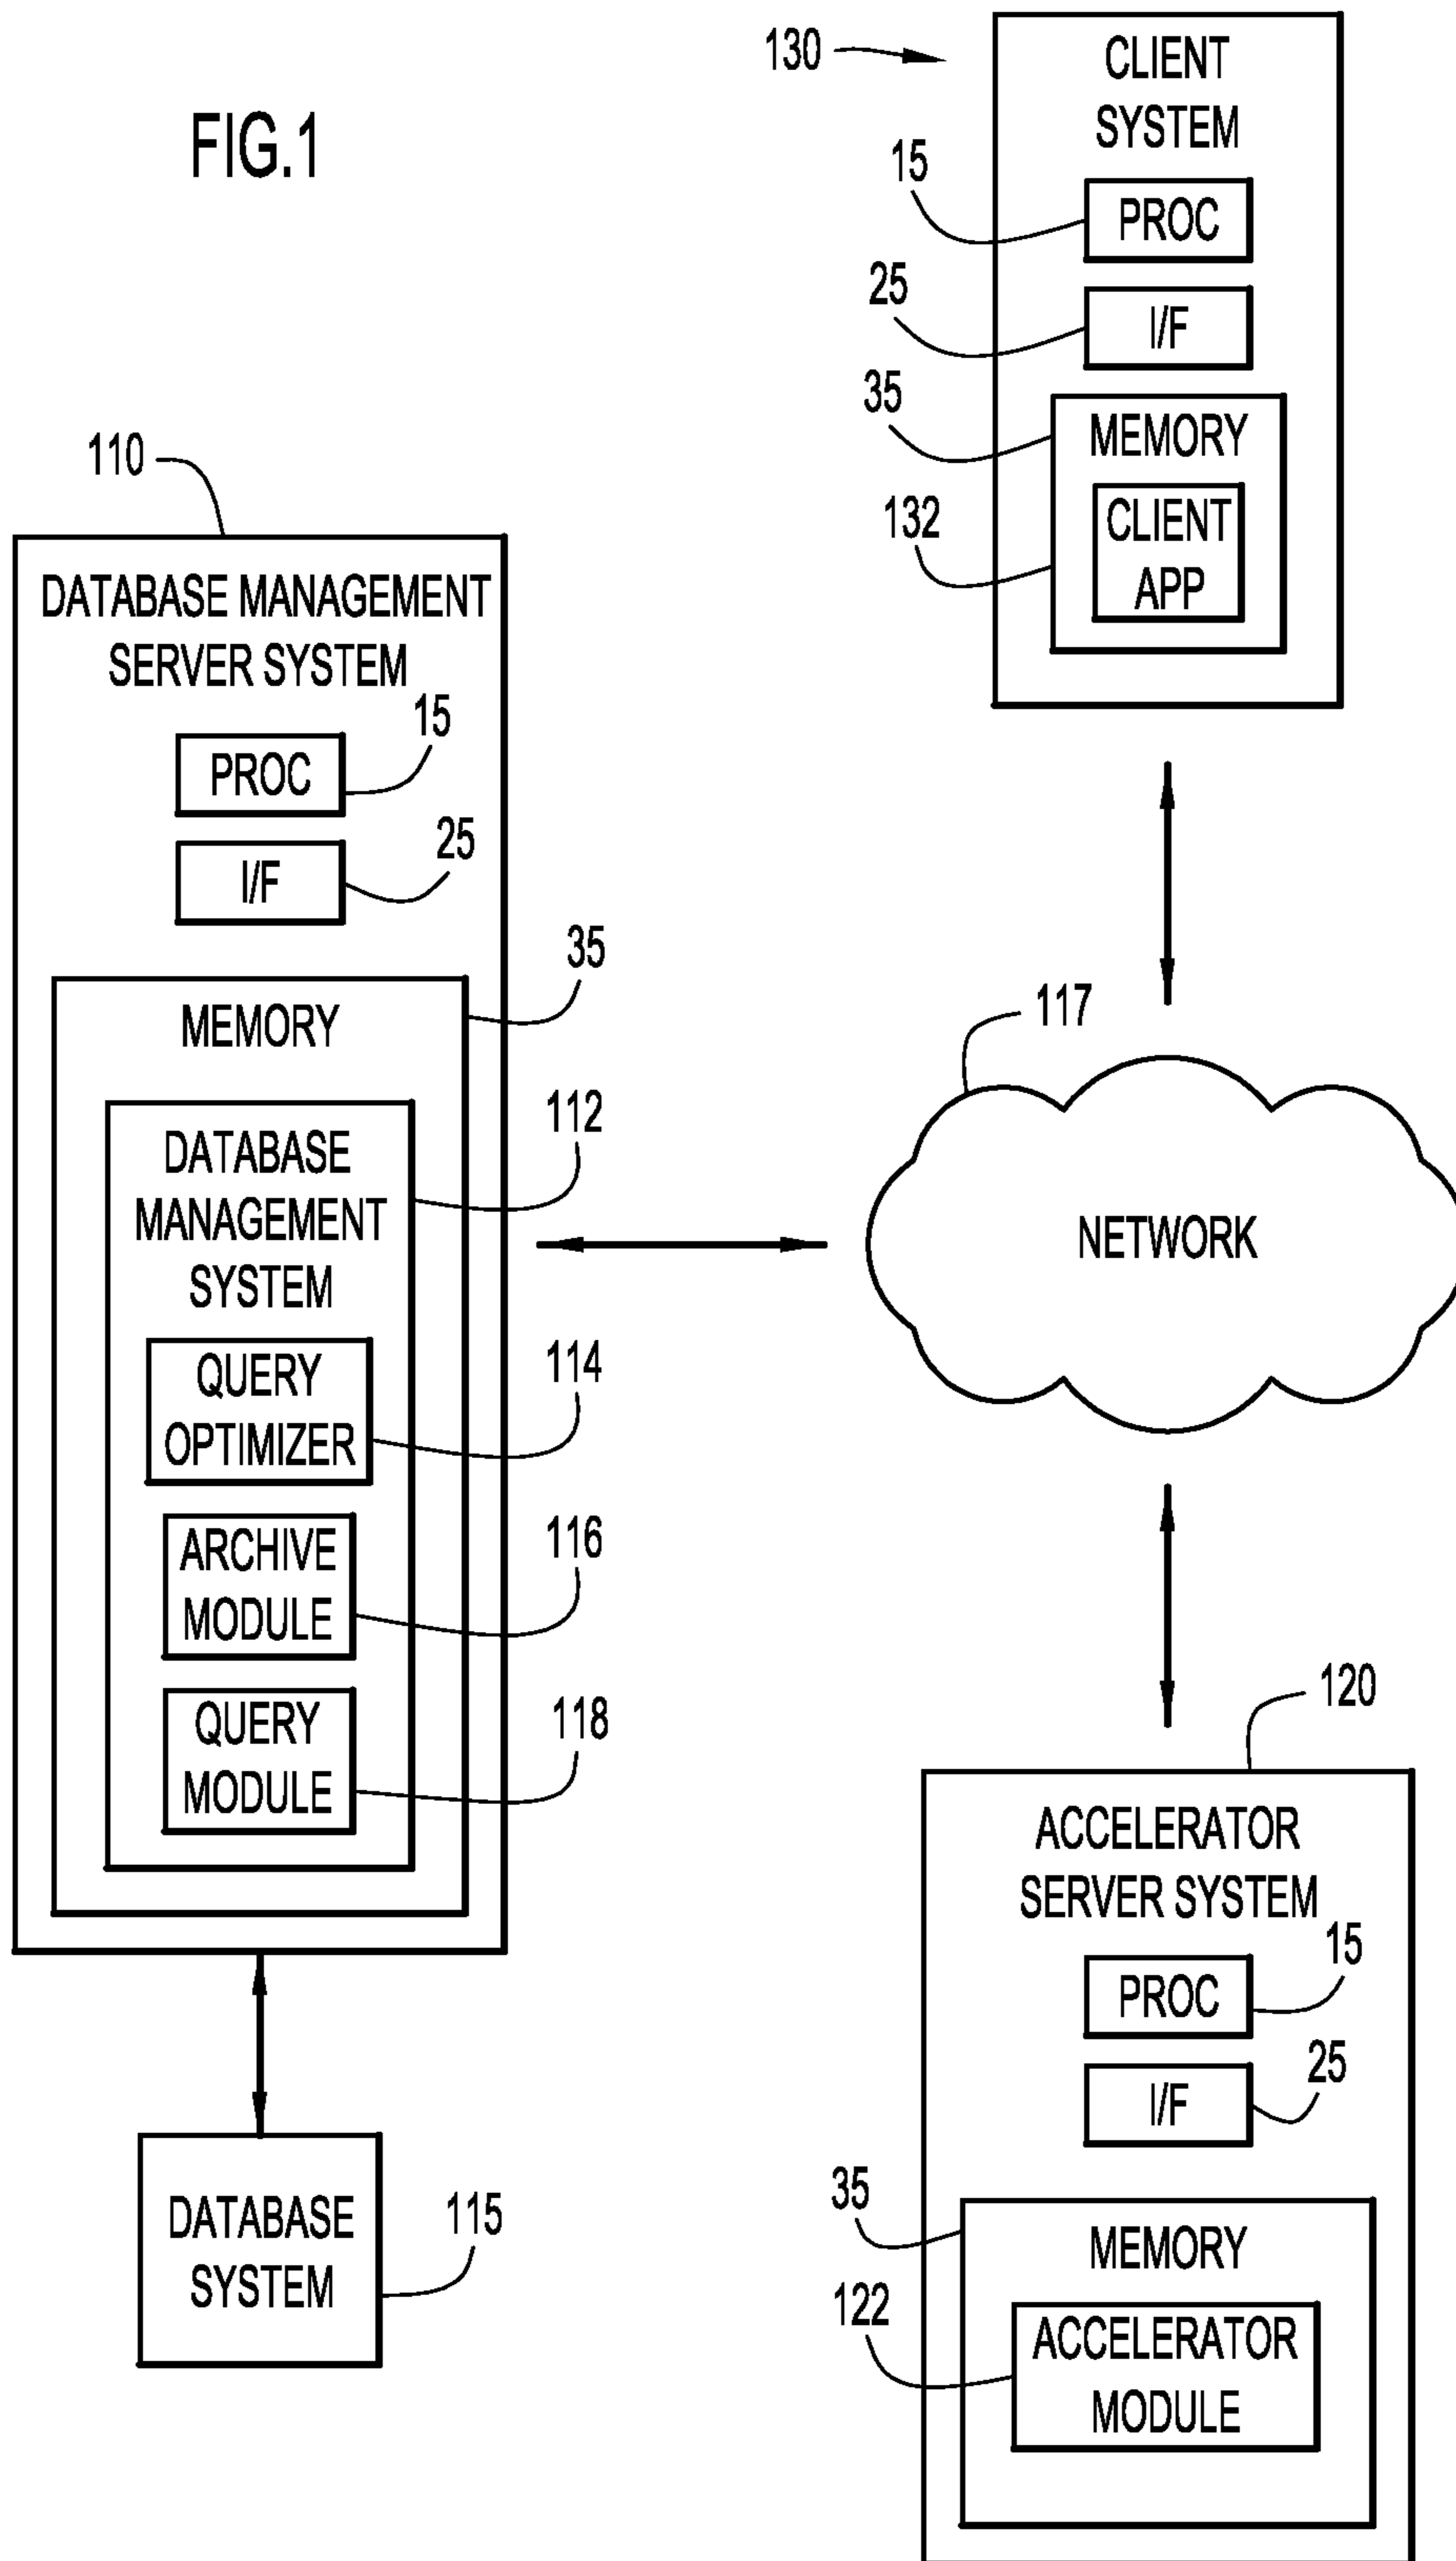 FIG.1
130
CLIENT
SYSTEM
15
PROC
25
I/F
35
MEMORY
132
CLIENT
APP
110
DATABASE MANAGEMENT
SERVER SYSTEM
15
PROC
25
I/F
35
MEMORY
112
DATABASE
MANAGEMENT
SYSTEM
114
QUERY
OPTIMIZER
116
ARCHIVE
MODULE
118
QUERY
MODULE
115
DATABASE
SYSTEM
117
NETWORK
120
ACCELERATOR
SERVER SYSTEM
15
PROC
25
I/F
35
MEMORY
122
ACCELERATOR
MODULE